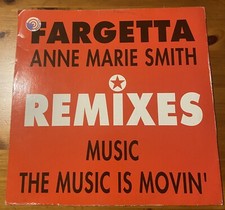 FARGETTA
ANNE MARIE SMITH
REMIXES
MUSIC
THE MUSIC IS MOVIN'